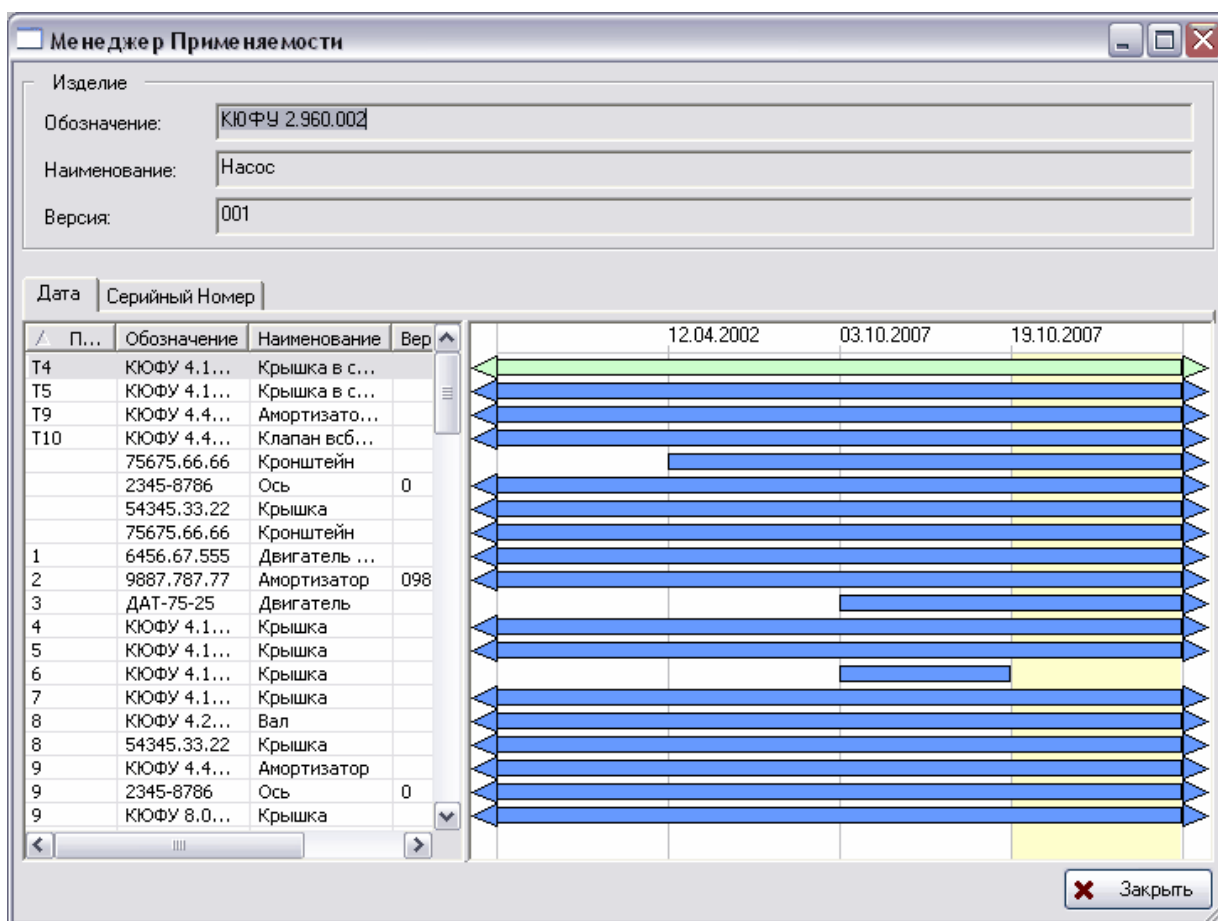 Менеджер Применяемости
Изделие
Обозначение: КЮФУ 2.960.002
Наименование: Насос
Версия: 001
Дата Серийный Номер
П... Обозначение Наименование Вер 12.04.2002 03.10.2007 19.10.2007
Т4 КЮФУ 4.1... Крышка в с...
Т5 КЮФУ 4.1... Крышка в с...
Т9 КЮФУ 4.4... Амортизато...
Т10 КЮФУ 4.4... Клапан всб...
75675.66.66 Кронштейн
2345-8786 Ось 0
54345.33.22 Крышка
75675.66.66 Кронштейн
1 6456.67.555 Двигатель ...
2 9887.787.77 Амортизатор 098
3 ДАТ-75-25 Двигатель
4 КЮФУ 4.1... Крышка
5 КЮФУ 4.1... Крышка
6 КЮФУ 4.1... Крышка
7 КЮФУ 4.1... Крышка
8 КЮФУ 4.2... Вал
8 54345.33.22 Крышка
9 КЮФУ 4.4... Амортизатор
9 2345-8786 Ось 0
9 КЮФУ 8.0... Крышка
Закрыть